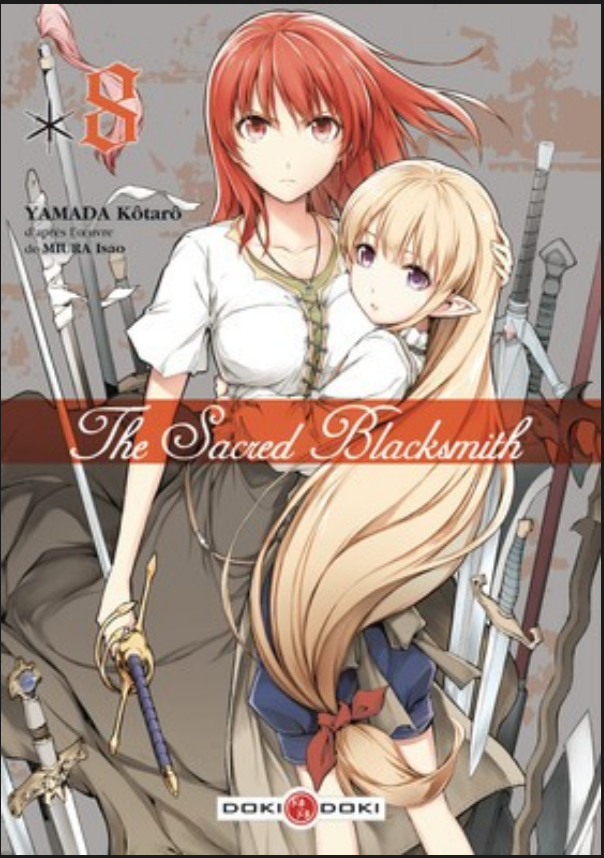 8
YAMADA Kôtarô
d'après l'œuvre
de MIURA Isao
The Sacred Blacksmith
DOKI DOKI